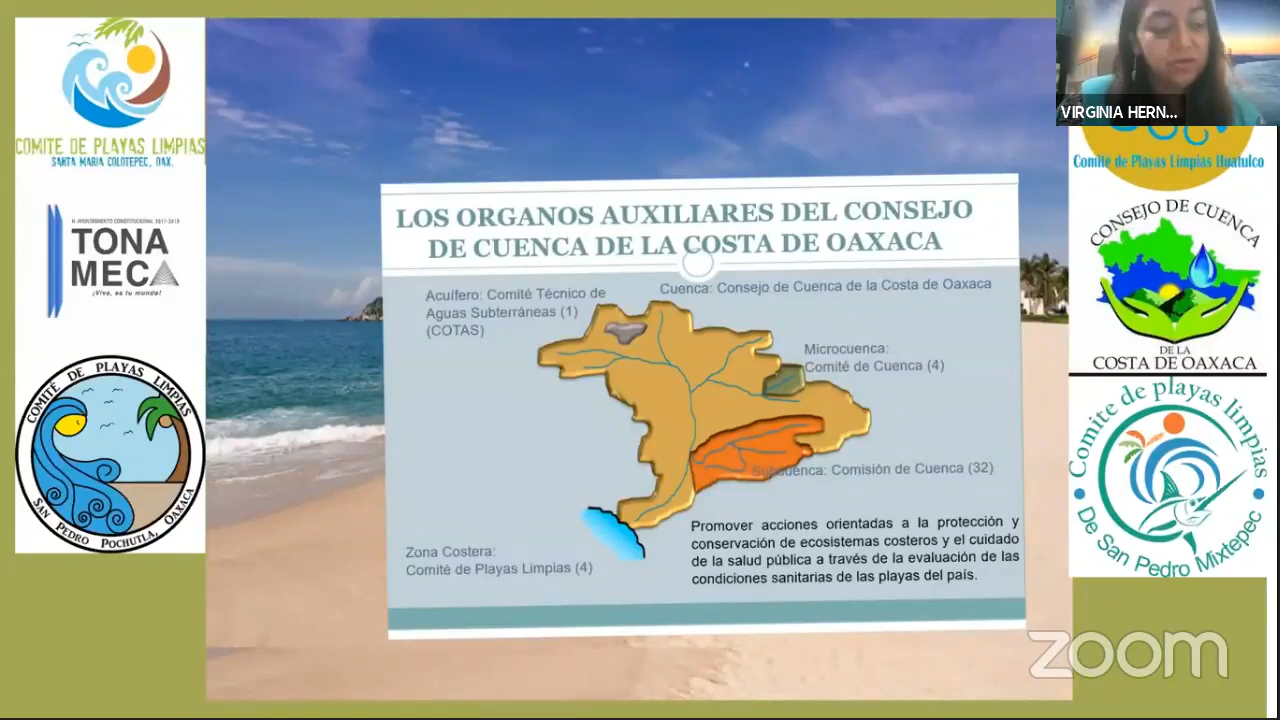 COMITE DE PLAYAS LIMPIAS
SANTA MARIA COLOTEPEC, OAX.
H. AYUNTAMIENTO CONSTITUCIONAL 2017-2018
TONA
MECA
¡Vive, es tu mundo!
COMITÉ DE PLAYAS LIMPIAS
SAN PEDRO POCHUTLA, OAXACA
LOS ORGANOS AUXILIARES DEL CONSEJO
DE CUENCA DE LA COSTA DE OAXACA
Acuífero: Comité Técnico de
Aguas Subterráneas (1)
(COTAS)
Cuenca: Consejo de Cuenca de la Costa de Oaxaca
Microcuenca:
Comité de Cuenca (4)
Subcuenca: Comisión de Cuenca (32)
Zona Costera:
Comité de Playas Limpias (4)
Promover acciones orientadas a la protección y
conservación de ecosistemas costeros y el cuidado
de la salud pública a través de la evaluación de las
condiciones sanitarias de las playas del país.
VIRGINIA HERN...
Comité de Playas Limpias Huatulco
CONSEJO DE CUENCA
DE LA
COSTA DE OAXACA
Comite de playas limpias
De San Pedro Mixtepec
zoom